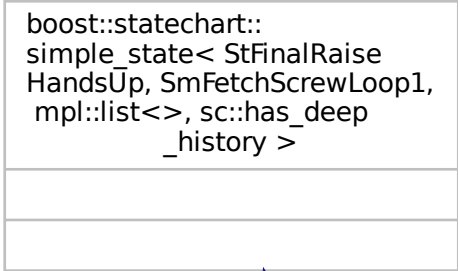 boost::statechart::
simple_state< StFinalRaise
HandsUp, SmFetchScrewLoop1,
mpl::list<>, sc::has_deep
_history >